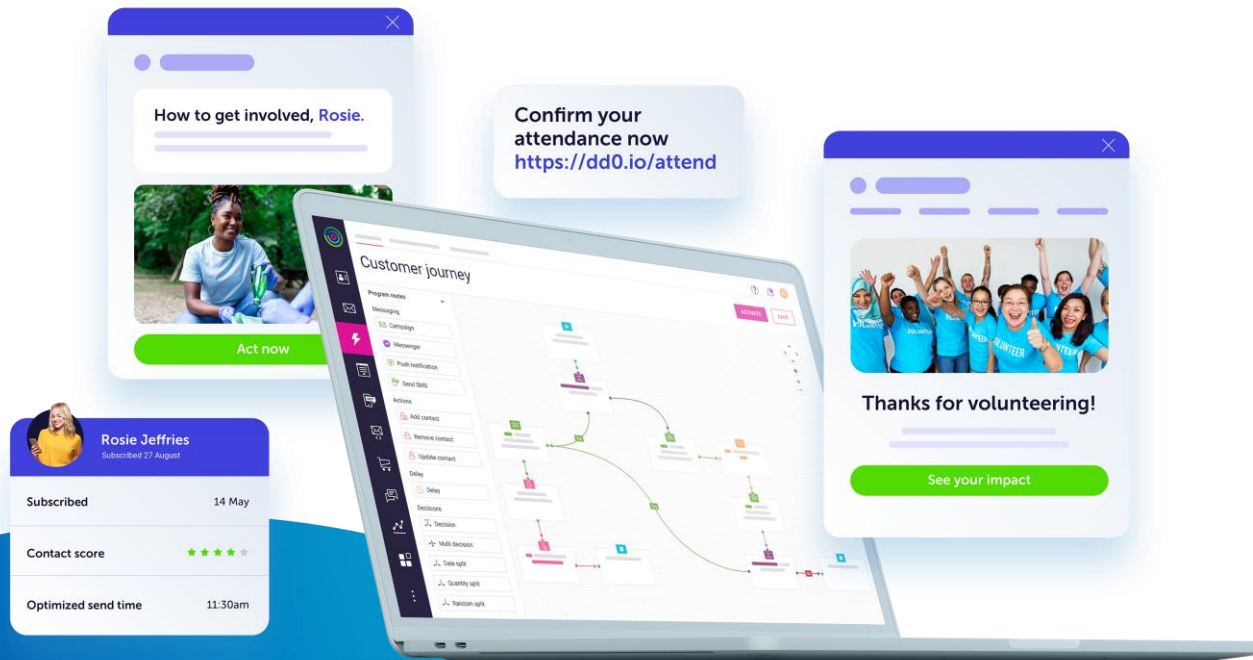 How to get involved, Rosie.
Act now
Confirm your
attendance now
https://dd0.io/attend
Thanks for volunteering!
See your impact
VOLUNTEER
Rosie Jeffries
Subscribed 27 August
Subscribed 14 May
Contact score
Optimized send time 11:30am
Customer journey
ACTIVATE
SAVE
Program nodes
Messaging
Campaign
Messenger
Push notification
Send SMS
Actions
Add contact
Remove contact
Update contact
Delay
Delay
Decisions
Decision
Multi decision
Date split
Quantity split
Random split